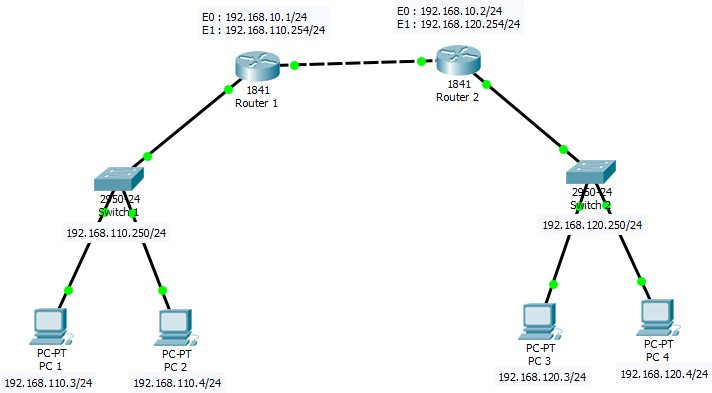 E0 : 192.168.10.1/24
E1 : 192.168.110.254/24
E0 : 192.168.10.2/24
E1 : 192.168.120.254/24
1841
Router 1
1841
Router 2
2950-24
Switch 1
192.168.110.250/24
2950-24
Switch 2
192.168.120.250/24
PC-PT
PC 1
192.168.110.3/24
PC-PT
PC 2
192.168.110.4/24
PC-PT
PC 3
192.168.120.3/24
PC-PT
PC 4
192.168.120.4/24